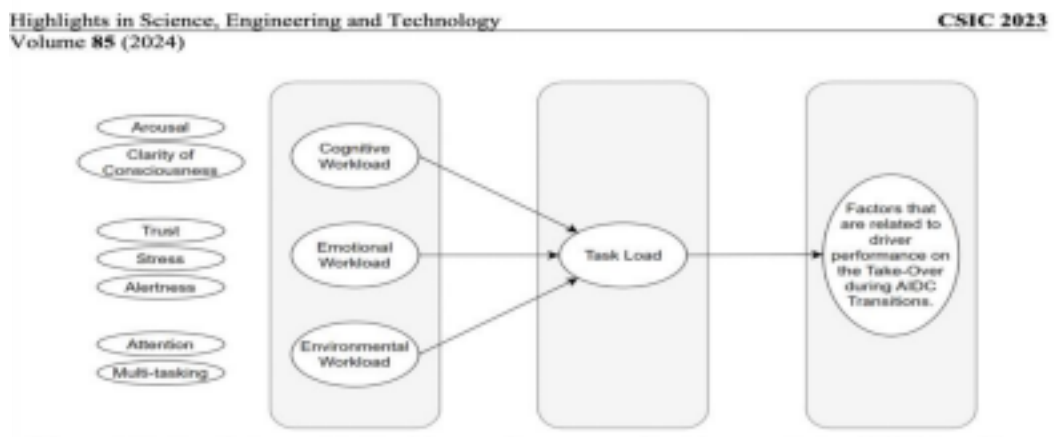 Highlights in Science, Engineering and Technology
CSIC 2023
Volume 85 (2024)
Arousal
Clarity of
Consciousness
Trust
Stress
Alertness
Attention
Multi-tasking
Cognitive
Workload
Emotional
Workload
Environmental
Workload
Task Load
Factors that
are related to
driver
performance on
the Take-Over
during AIDC
Transitions.